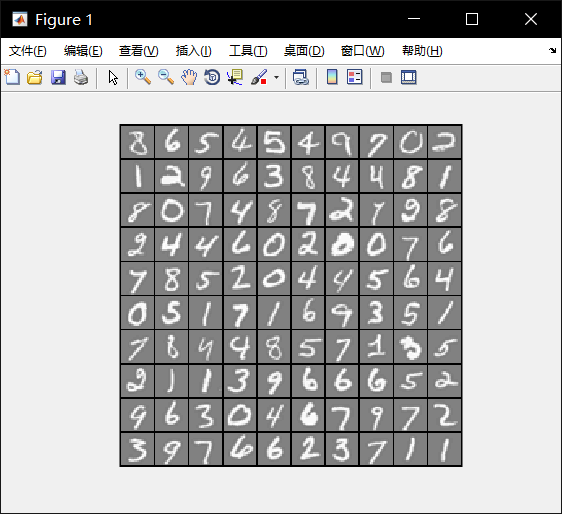 Figure 1
文件(F) 编辑(E) 查看(V) 插入(I) 工具(T) 桌面(D) 窗口(W) 帮助(H)
8 6 5 4 5 4 9 7 0 2
1 2 9 6 3 8 4 4 8 1
8 0 7 4 8 7 2 7 9 8
2 4 4 6 0 2 0 0 7 6
7 8 5 2 0 4 4 5 6 4
0 5 1 7 1 6 9 3 5 1
7 8 4 4 8 5 7 1 3 5
2 1 1 3 9 6 6 6 5 2
9 6 3 0 4 6 7 9 7 2
3 9 7 6 6 2 3 7 1 1